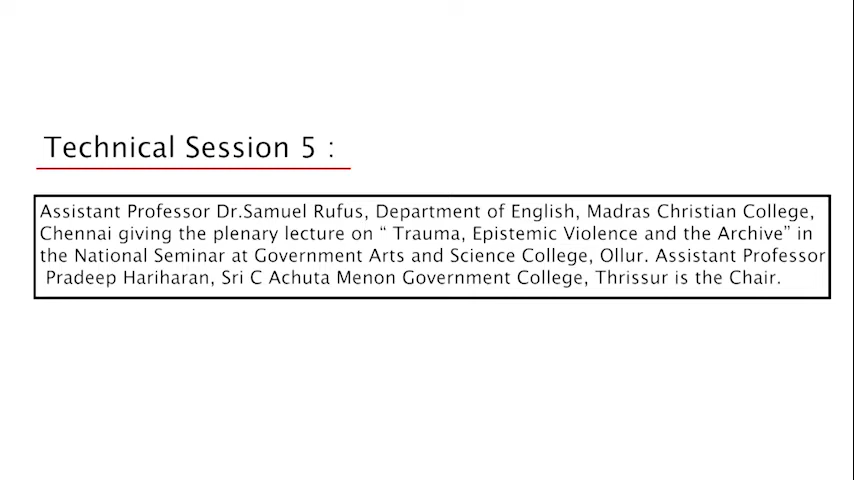 Technical Session 5 :
Assistant Professor Dr.Samuel Rufus, Department of English, Madras Christian College,
Chennai giving the plenary lecture on “ Trauma, Epistemic Violence and the Archive” in
the National Seminar at Government Arts and Science College, Ollur. Assistant Professor
Pradeep Hariharan, Sri C Achuta Menon Government College, Thrissur is the Chair.